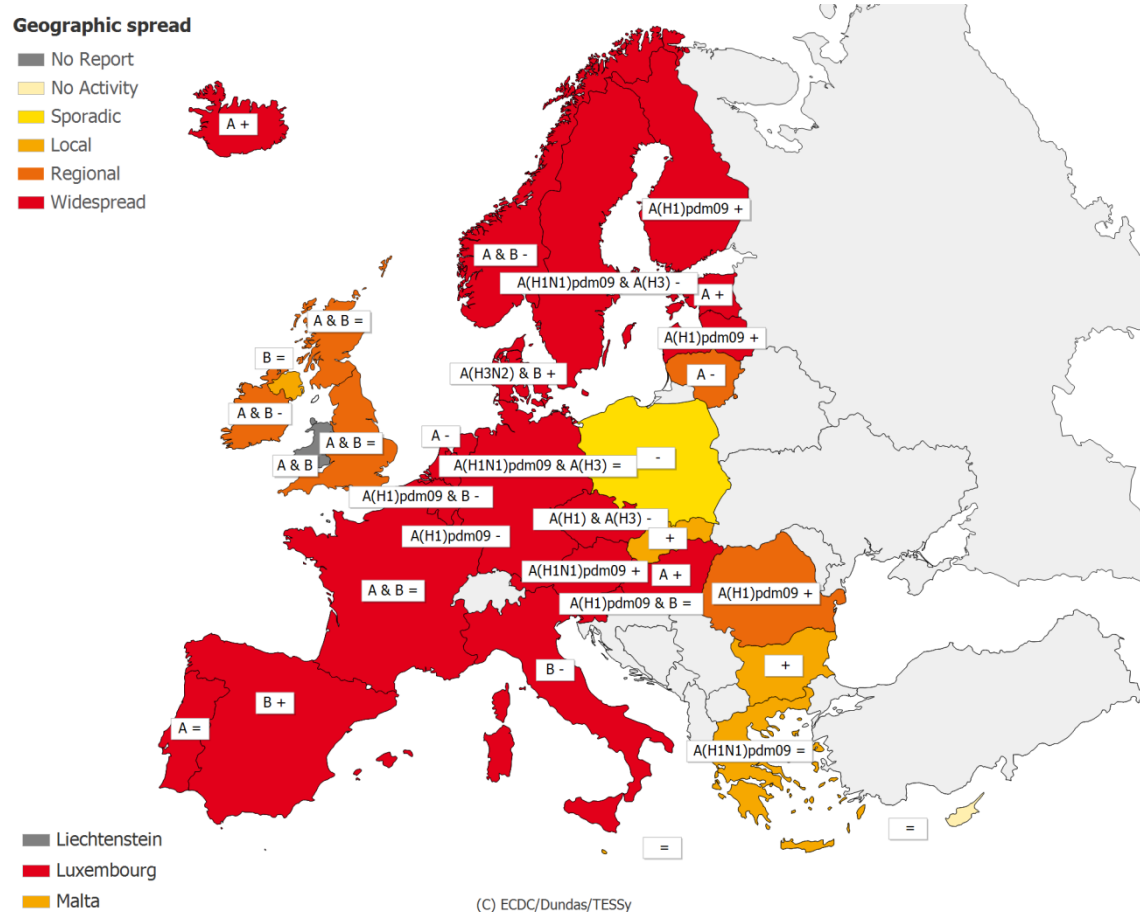 Geographic spread
No Report
No Activity
Sporadic
Local
Regional
Widespread
A +
A(H1)pdm09 +
A & B -
A(H1N1)pdm09 & A(H3) -
A +
A & B =
A(H1)pdm09 +
B =
A(H3N2) & B +
A -
A & B -
A -
A & B =
A & B
A(H1N1)pdm09 & A(H3) =
-
A(H1)pdm09 & B -
A(H1) & A(H3) -
A(H1)pdm09 -
+
A(H1N1)pdm09 +
A +
A & B =
A(H1)pdm09 & B =
A(H1)pdm09 +
B -
+
B +
A =
A(H1N1)pdm09 =
=
=
Liechtenstein
Luxembourg
Malta
(C) ECDC/Dundas/TESSy